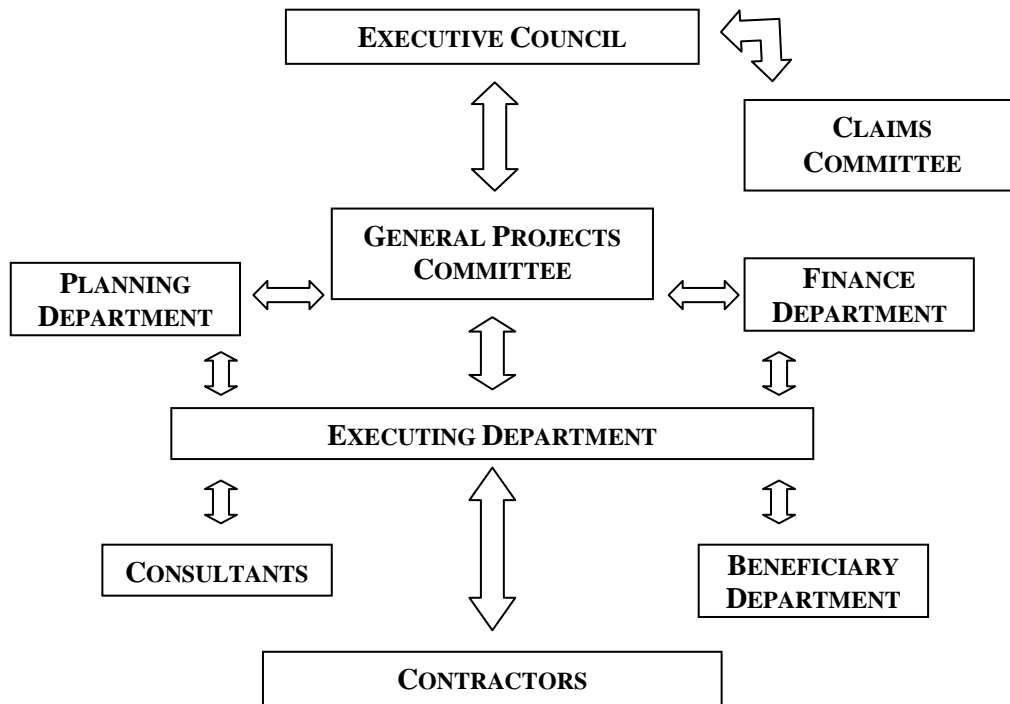 EXECUTIVE COUNCIL
CLAIMS
COMMITTEE
GENERAL PROJECTS
COMMITTEE
PLANNING
DEPARTMENT
FINANCE
DEPARTMENT
EXECUTING DEPARTMENT
CONSULTANTS
BENEFICIARY
DEPARTMENT
CONTRACTORS